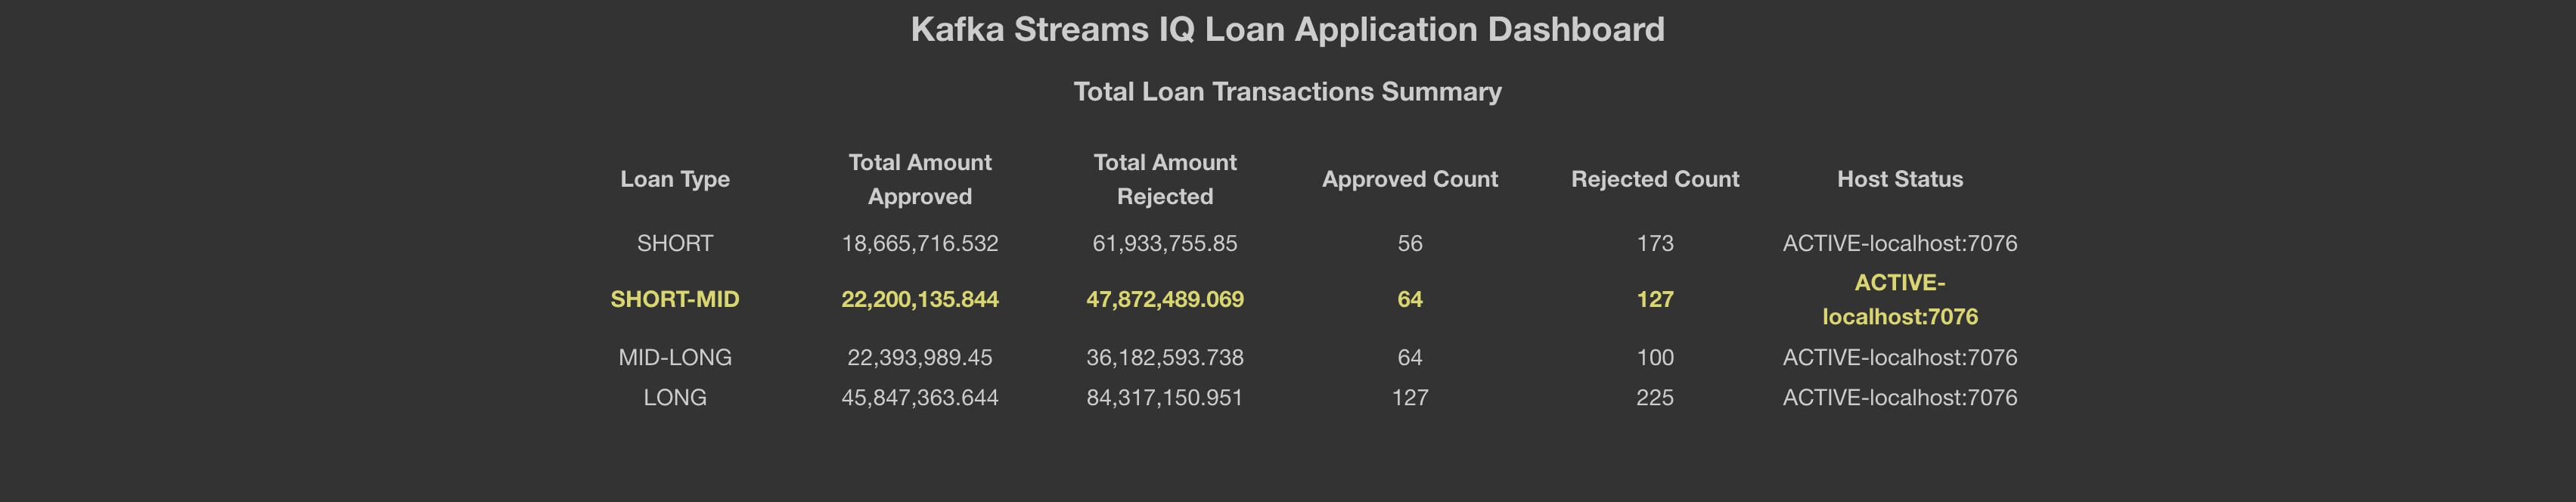 Kafka Streams IQ Loan Application Dashboard
Total Loan Transactions Summary
Loan Type Total Amount Approved Total Amount Rejected Approved Count Rejected Count Host Status
SHORT 18,665,716.532 61,933,755.85 56 173 ACTIVE-localhost:7076
SHORT-MID 22,200,135.844 47,872,489.069 64 127 ACTIVE-localhost:7076
MID-LONG 22,393,989.45 36,182,593.738 64 100 ACTIVE-localhost:7076
LONG 45,847,363.644 84,317,150.951 127 225 ACTIVE-localhost:7076